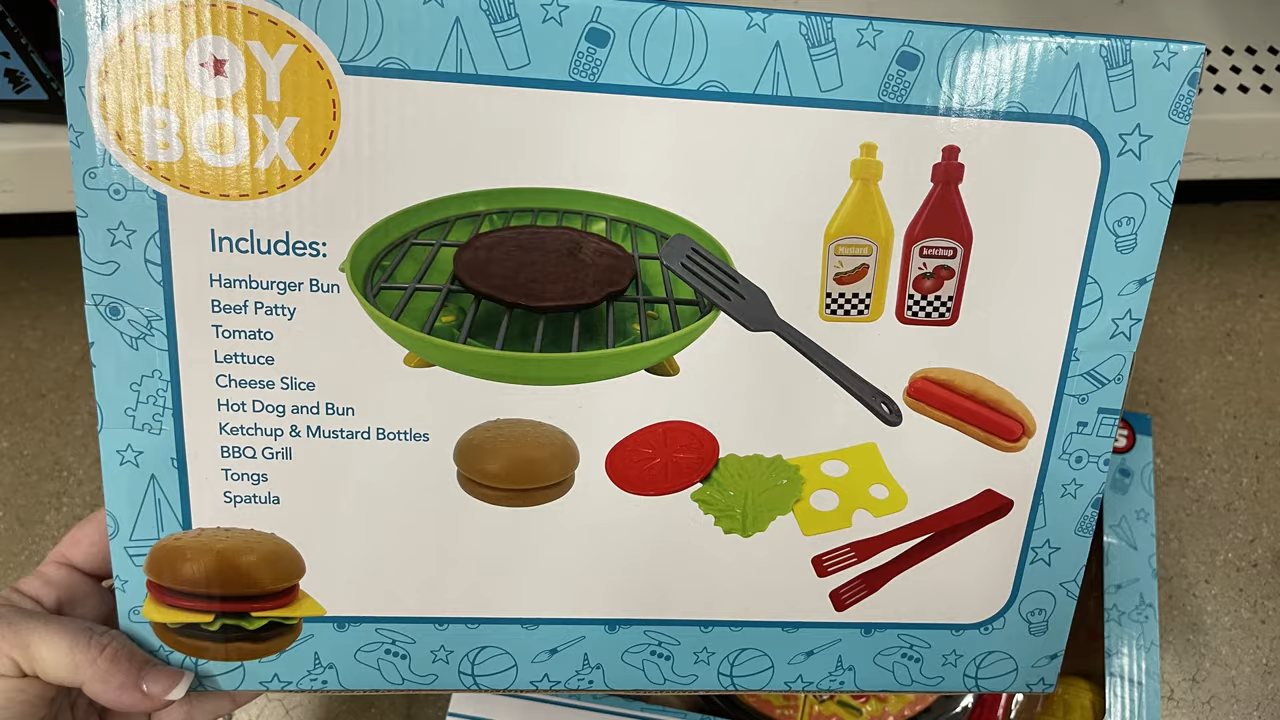 TOY
BOX
Includes:
Hamburger Bun
Beef Patty
Tomato
Lettuce
Cheese Slice
Hot Dog and Bun
Ketchup & Mustard Bottles
BBQ Grill
Tongs
Spatula
Mustard
ketchup